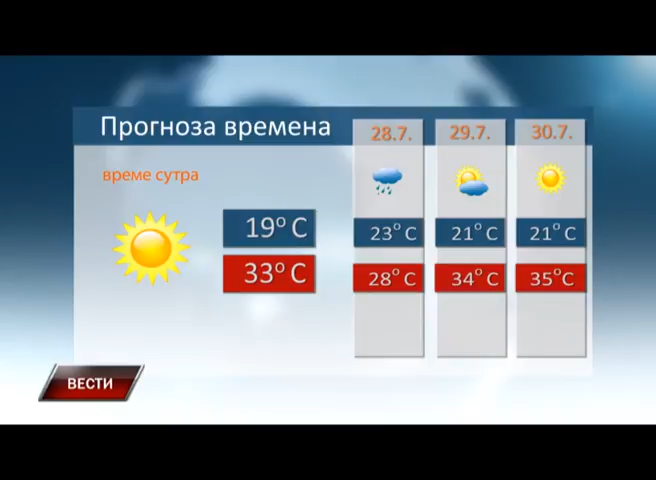 Прогноза времена
време сутра
19°C
33°C
28.7.
23°C
28°C
29.7.
21°C
34°C
30.7.
21°C
35°C
ВЕСТИ